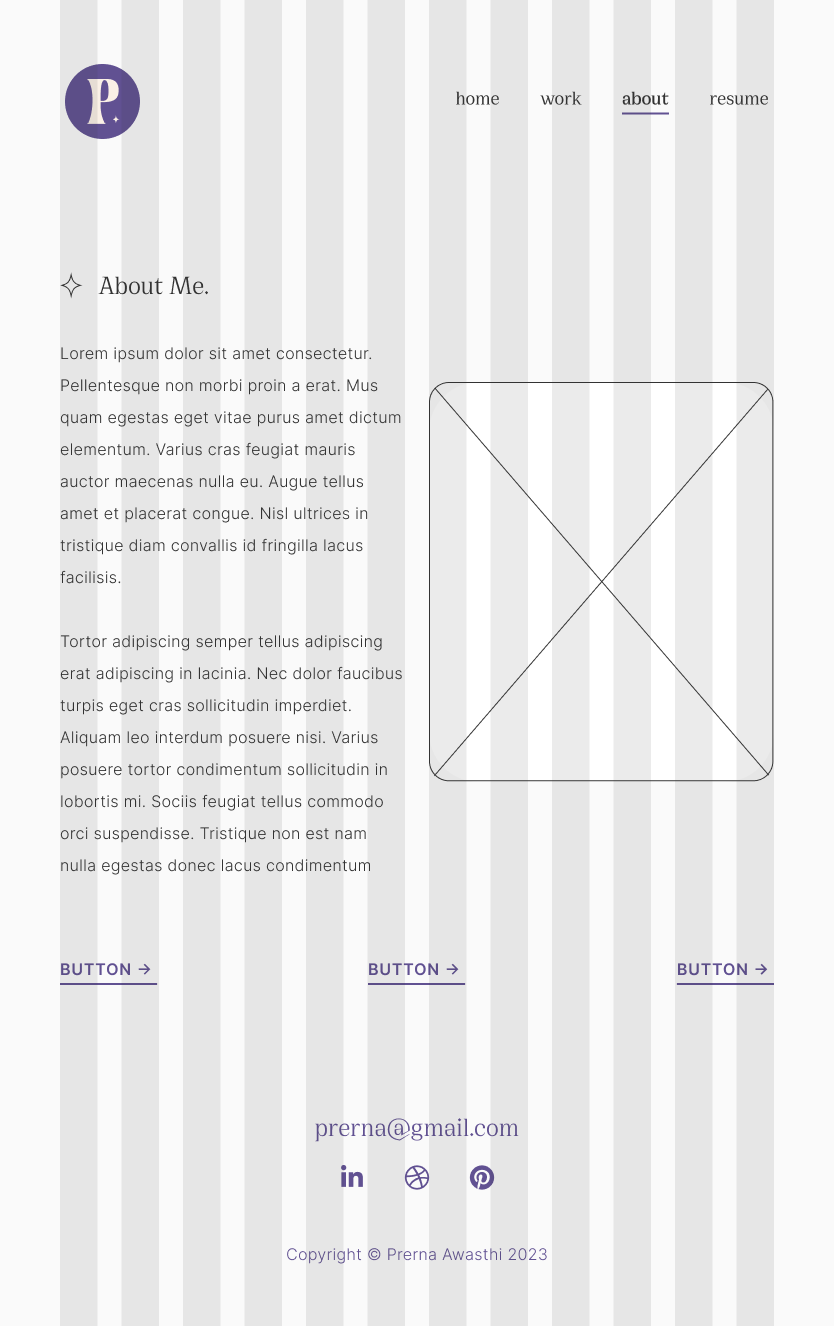 P
home work about resume
About Me.
Lorem ipsum dolor sit amet consectetur.
Pellentesque non morbi proin a erat. Mus
quam egestas eget vitae purus amet dictum
elementum. Varius cras feugiat mauris
auctor maecenas nulla eu. Augue tellus
amet et placerat congue. Nisl ultrices in
tristique diam convallis id fringilla lacus
facilisis.
Tortor adipiscing semper tellus adipiscing
erat adipiscing in lacinia. Nec dolor faucibus
turpis eget cras sollicitudin imperdiet.
Aliquam leo interdum posuere nisi. Varius
posuere tortor condimentum sollicitudin in
lobortis mi. Sociis feugiat tellus commodo
orci suspendisse. Tristique non est nam
nulla egestas donec lacus condimentum
BUTTON → BUTTON → BUTTON →
prerna@gmail.com
in
Copyright © Prerna Awasthi 2023